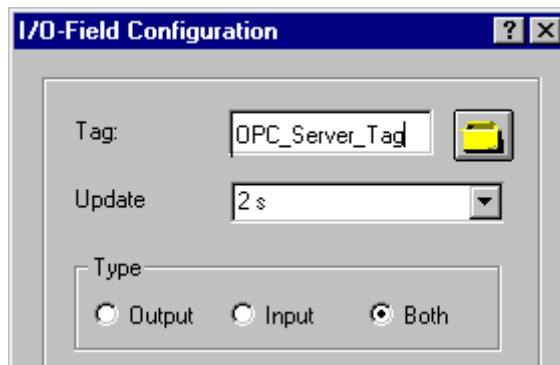 I/O-Field Configuration ? X
Tag: OPC_Server_Tag
Update 2 s
Type
Output Input Both